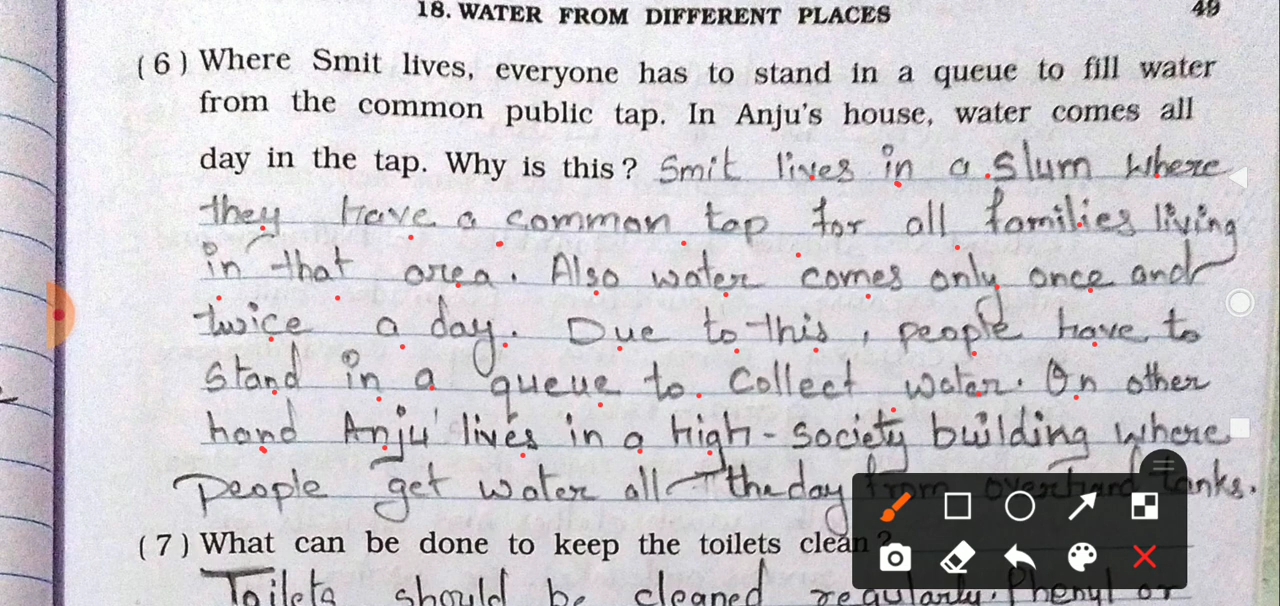 18. WATER FROM DIFFERENT PLACES 49
(6) Where Smit lives, everyone has to stand in a queue to fill water
from the common public tap. In Anju's house, water comes all
day in the tap. Why is this? Smit lives in a slum where
they have a common tap for all families living
in that area. Also water comes only once and
twice a day. Due to this, people have to
stand in a queue to collect water. On other
hand Anju lives in a high-society building where
people get water all the day from overhand tanks.
(7) What can be done to keep the toilets clean?
Toilets should be cleaned regularly. Phenyl or